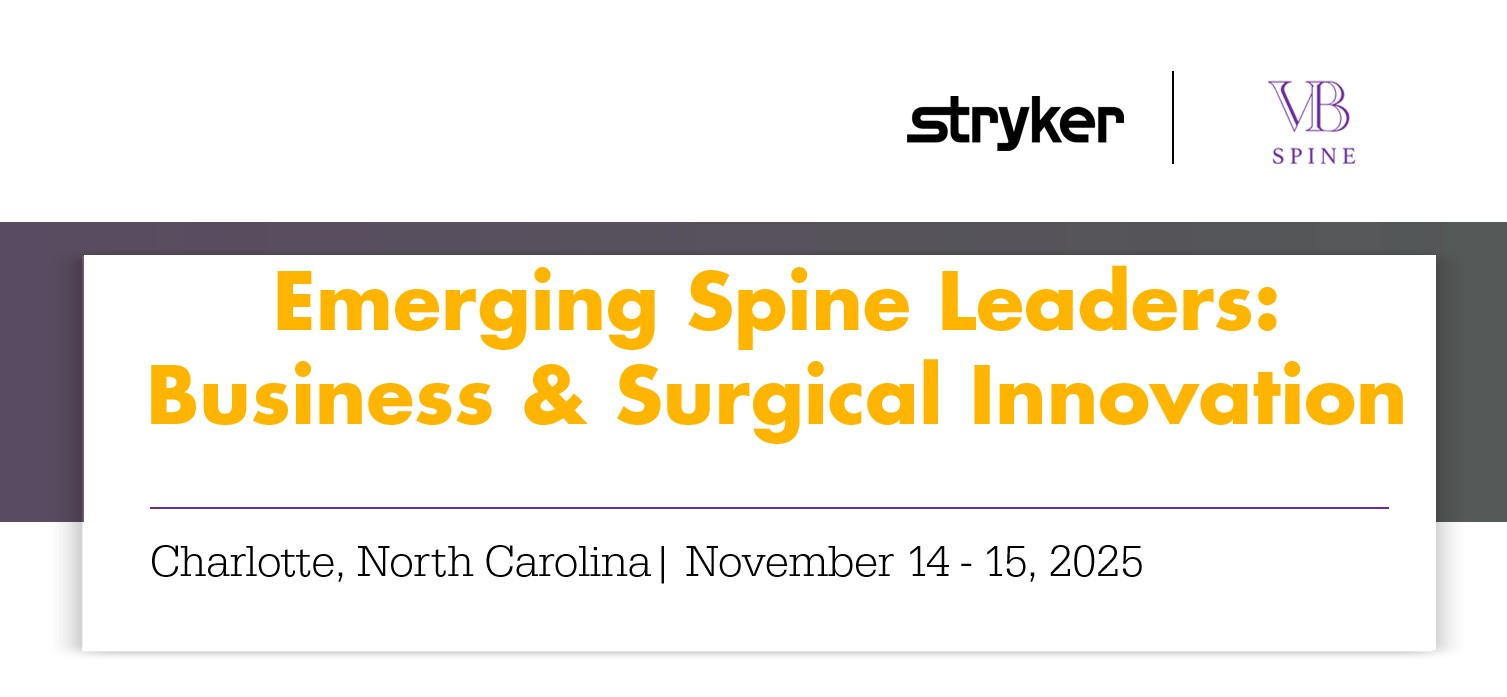 stryker
VB
SPINE
Emerging Spine Leaders:
Business & Surgical Innovation
Charlotte, North Carolina| November 14 - 15, 2025